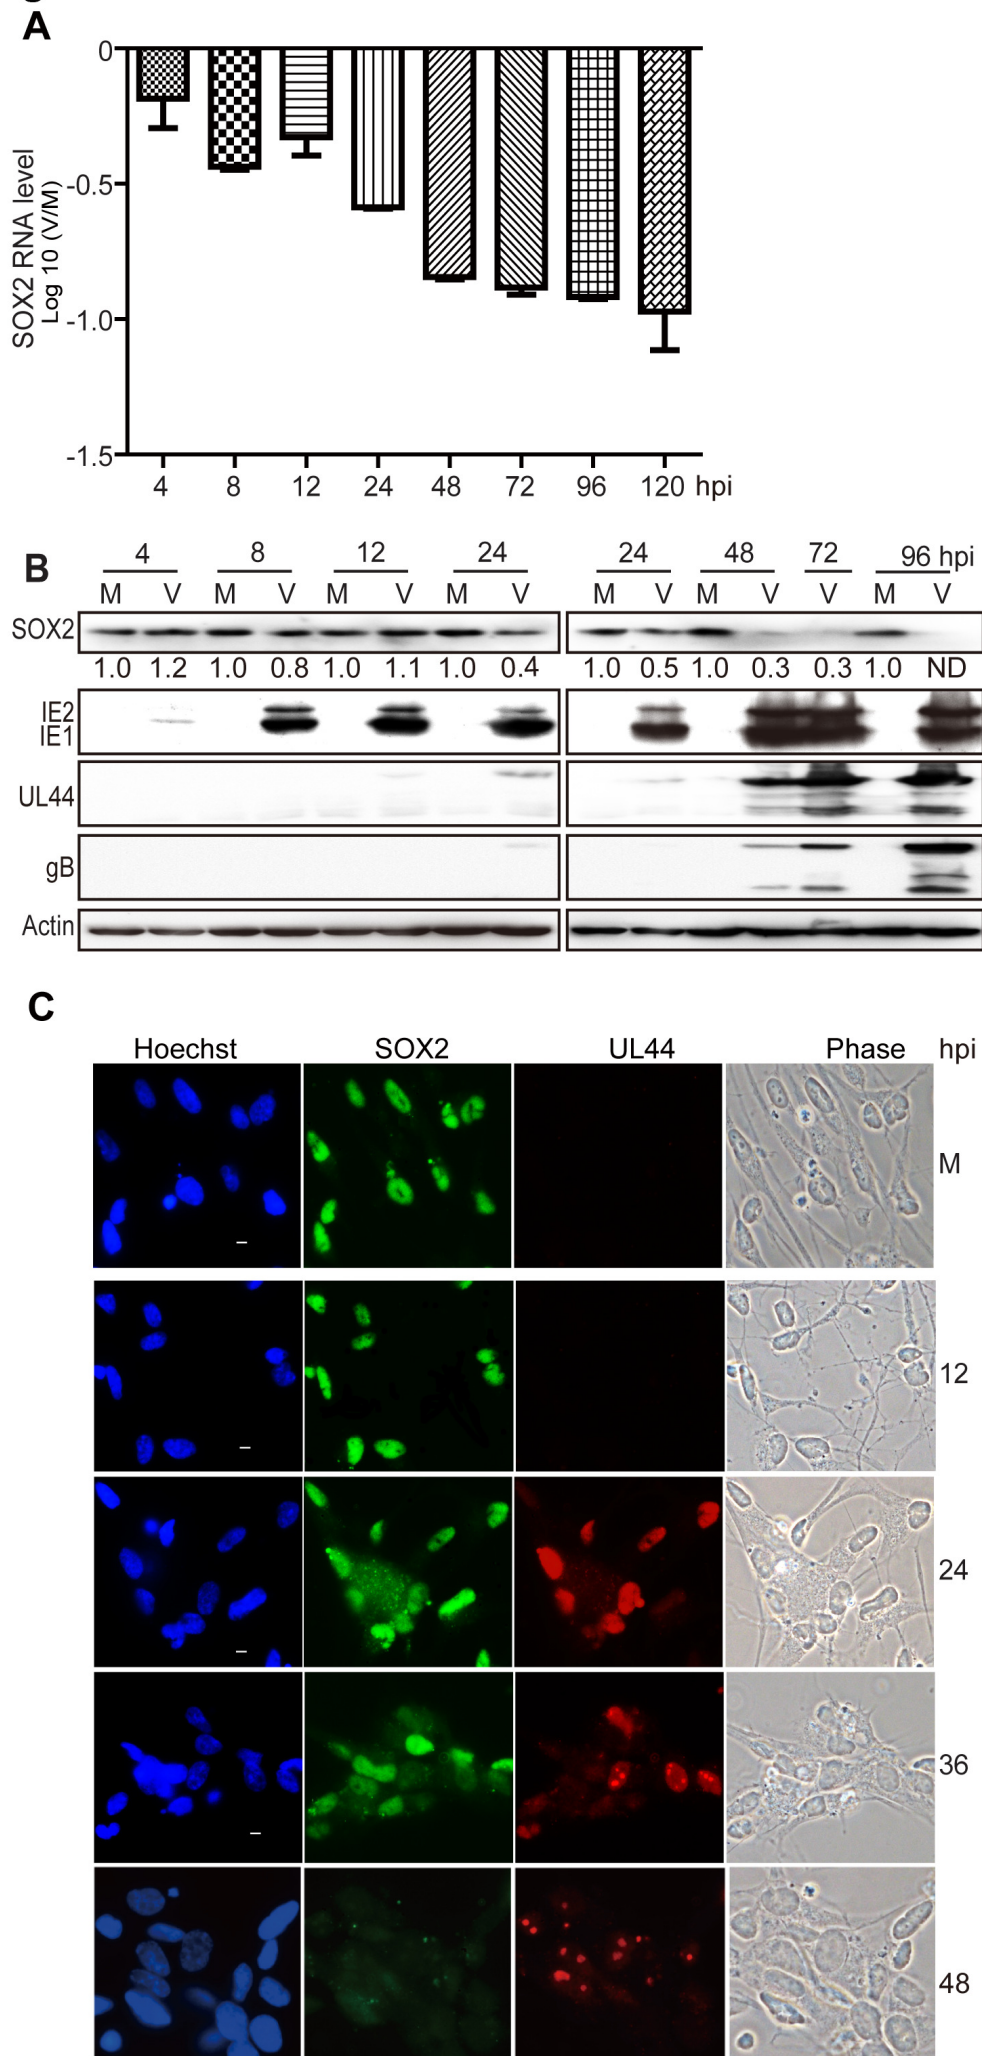 A
0
-0.5
-1.0
-1.5
SOX2 RNA level
Log 10 (V/M)
4 8 12 24 48 72 96 120 hpi
B
4 8 12 24 24 48 72 96 hpi
M V M V M V M V M V M V V M V
SOX2
1.0 1.2 1.0 0.8 1.0 1.1 1.0 0.4 1.0 0.5 1.0 0.3 0.3 1.0 ND
IE2
IE1
UL44
gB
Actin
C
Hoechst SOX2 UL44 Phase hpi
M
12
24
36
48